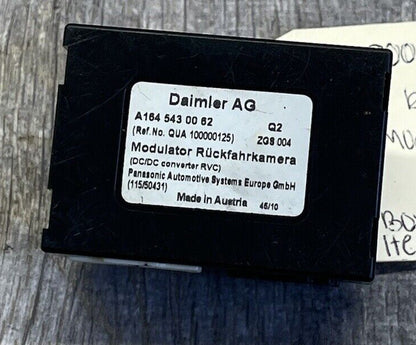 Daimler AG
A164 543 00 62 Q2
(Ref.No. QUA 100000125) ZGS 004
Modulator Rückfahrkamera
(DC/DC converter RVC)
Panasonic Automotive Systems Europe GmbH
(115/50431)
Made in Austria 45/10